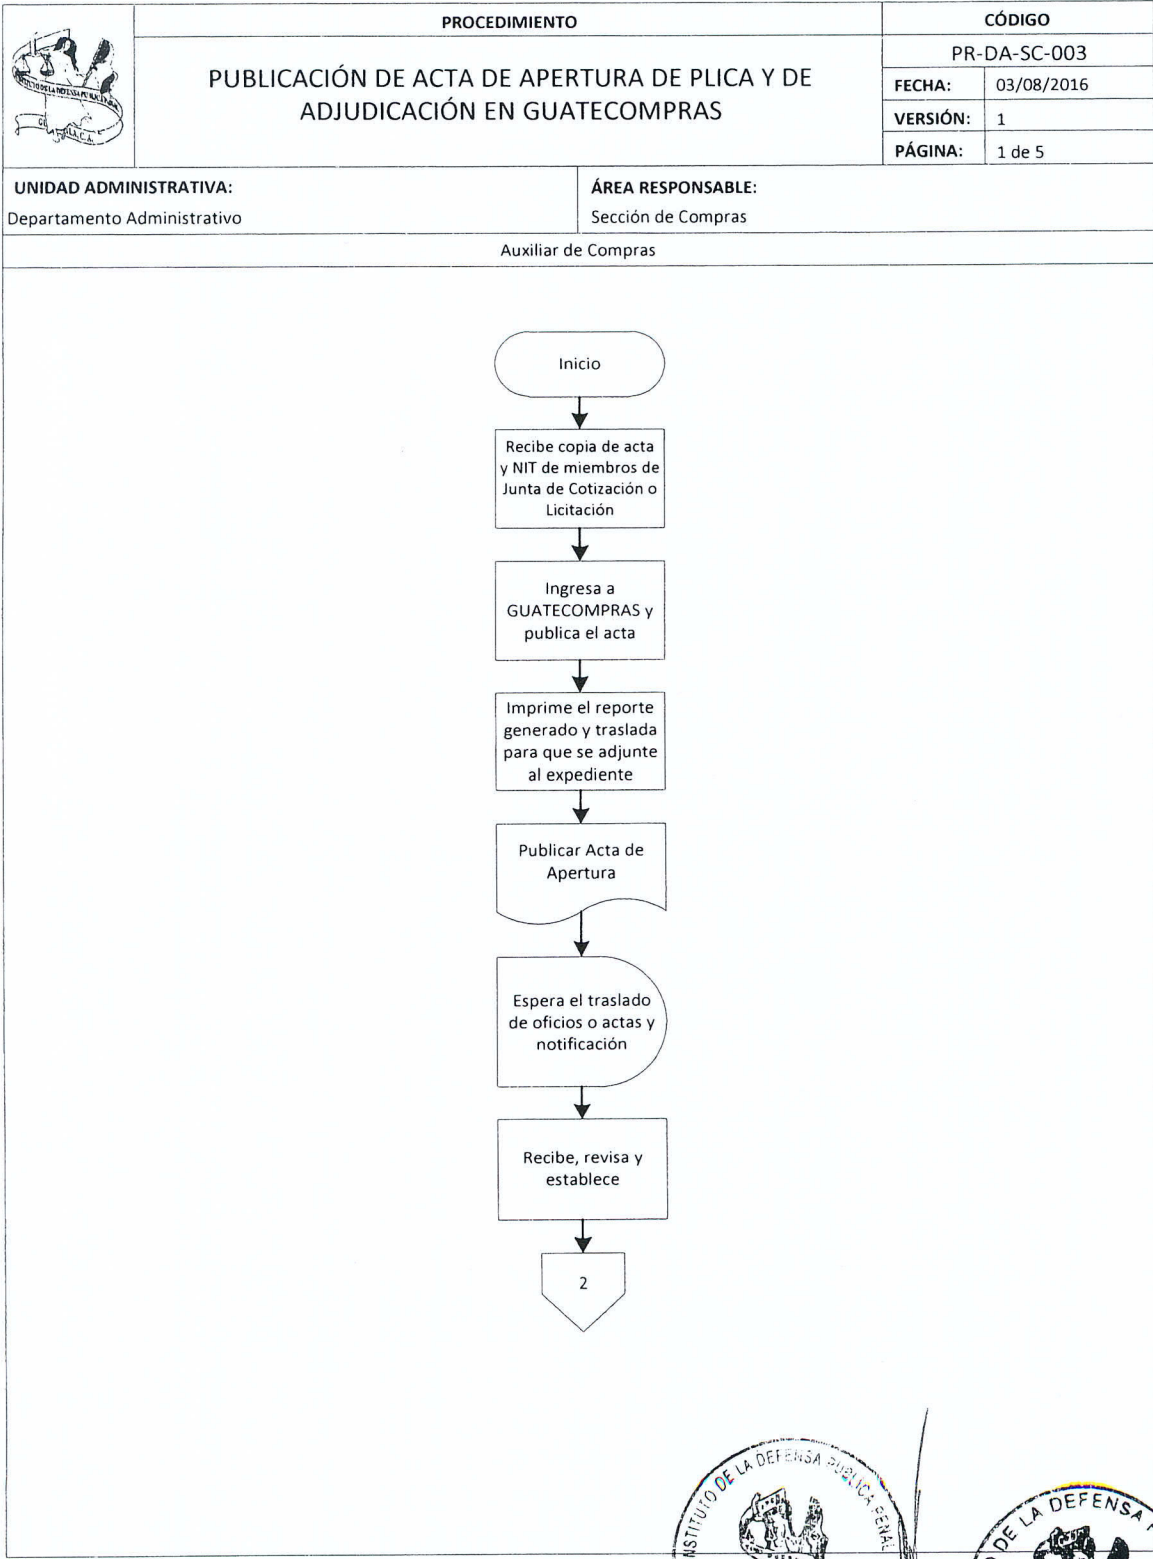 PROCEDIMIENTO
CÓDIGO
PUBLICACIÓN DE ACTA DE APERTURA DE PLICA Y DE
ADJUDICACIÓN EN GUATECOMPRAS
PR-DA-SC-003
FECHA: 03/08/2016
VERSIÓN: 1
PÁGINA: 1 de 5
UNIDAD ADMINISTRATIVA:
Departamento Administrativo
ÁREA RESPONSABLE:
Sección de Compras
Auxiliar de Compras
Inicio
Recibe copia de acta
y NIT de miembros de
Junta de Cotización o
Licitación
Ingresa a
GUATECOMPRAS y
publica el acta
Imprime el reporte
generado y traslada
para que se adjunte
al expediente
Publicar Acta de
Apertura
Espera el traslado
de oficios o actas y
notificación
Recibe, revisa y
establece
2
INSTITUTO DE LA DEFENSA PUBLICA PENAL
DE LA DEFENSA